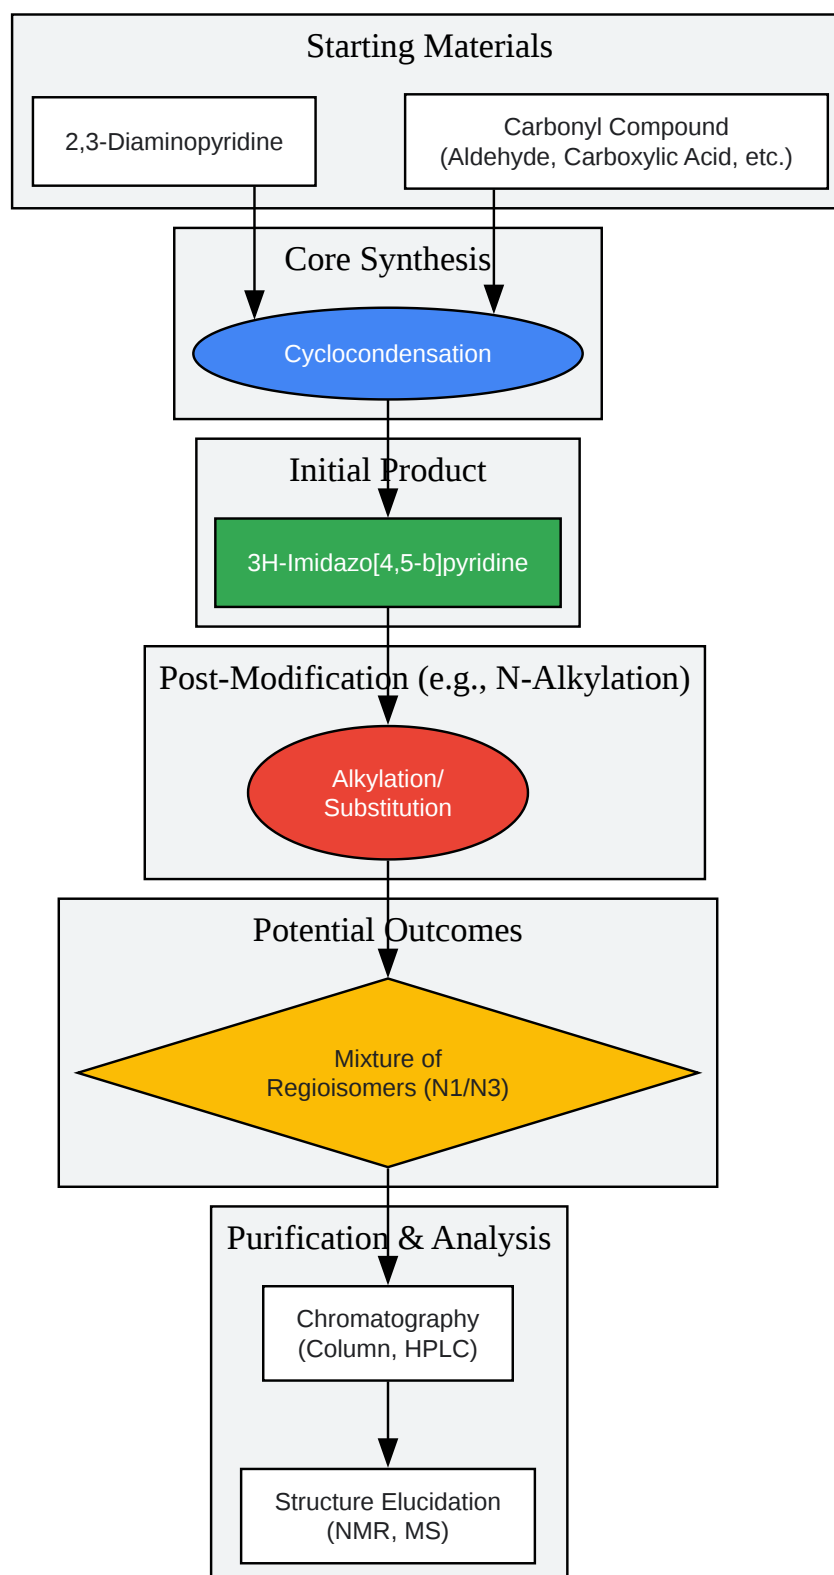 Starting Materials
2,3-Diaminopyridine
Carbonyl Compound
(Aldehyde, Carboxylic Acid, etc.)
Core Synthesis
Cyclocondensation
Initial Product
3H-Imidazo[4,5-b]pyridine
Post-Modification (e.g., N-Alkylation)
Alkylation/
Substitution
Potential Outcomes
Mixture of
Regioisomers (N1/N3)
Purification & Analysis
Chromatography
(Column, HPLC)
Structure Elucidation
(NMR, MS)